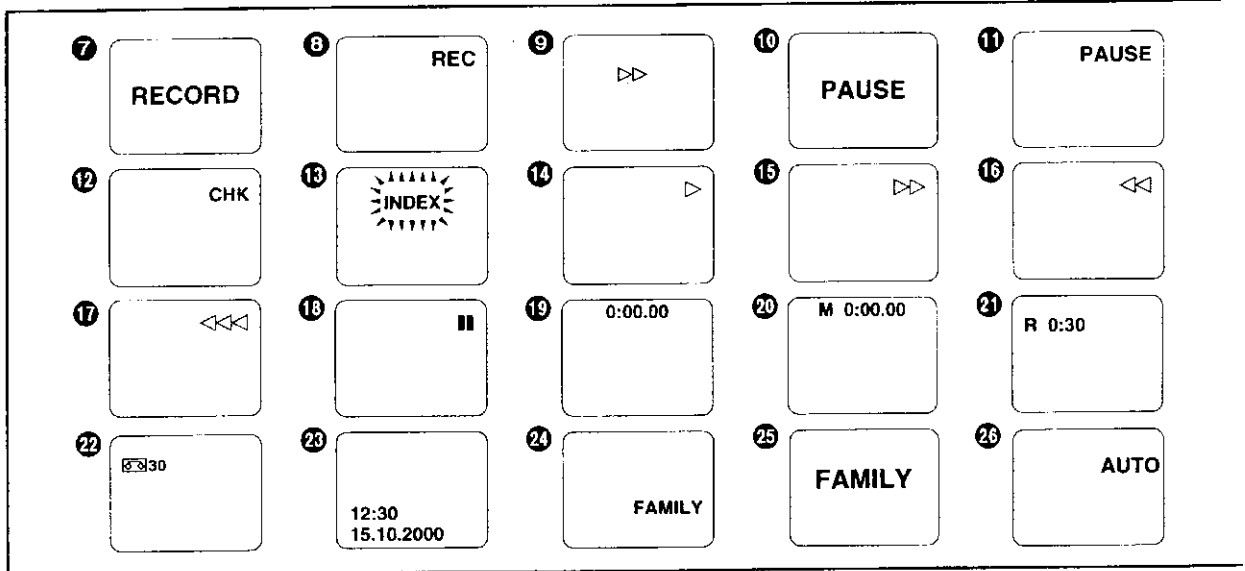 7 RECORD
8 REC
9 ▷▷
10 PAUSE
11 PAUSE
12 CHK
13 INDEX
14 ▷
15 ▷▷
16 ◁◁
17 ◁◁◁
18 ▮▮
19 0:00.00
20 M 0:00.00
21 R 0:30
22 30
23 12:30
15.10.2000
24 FAMILY
25 FAMILY
26 AUTO